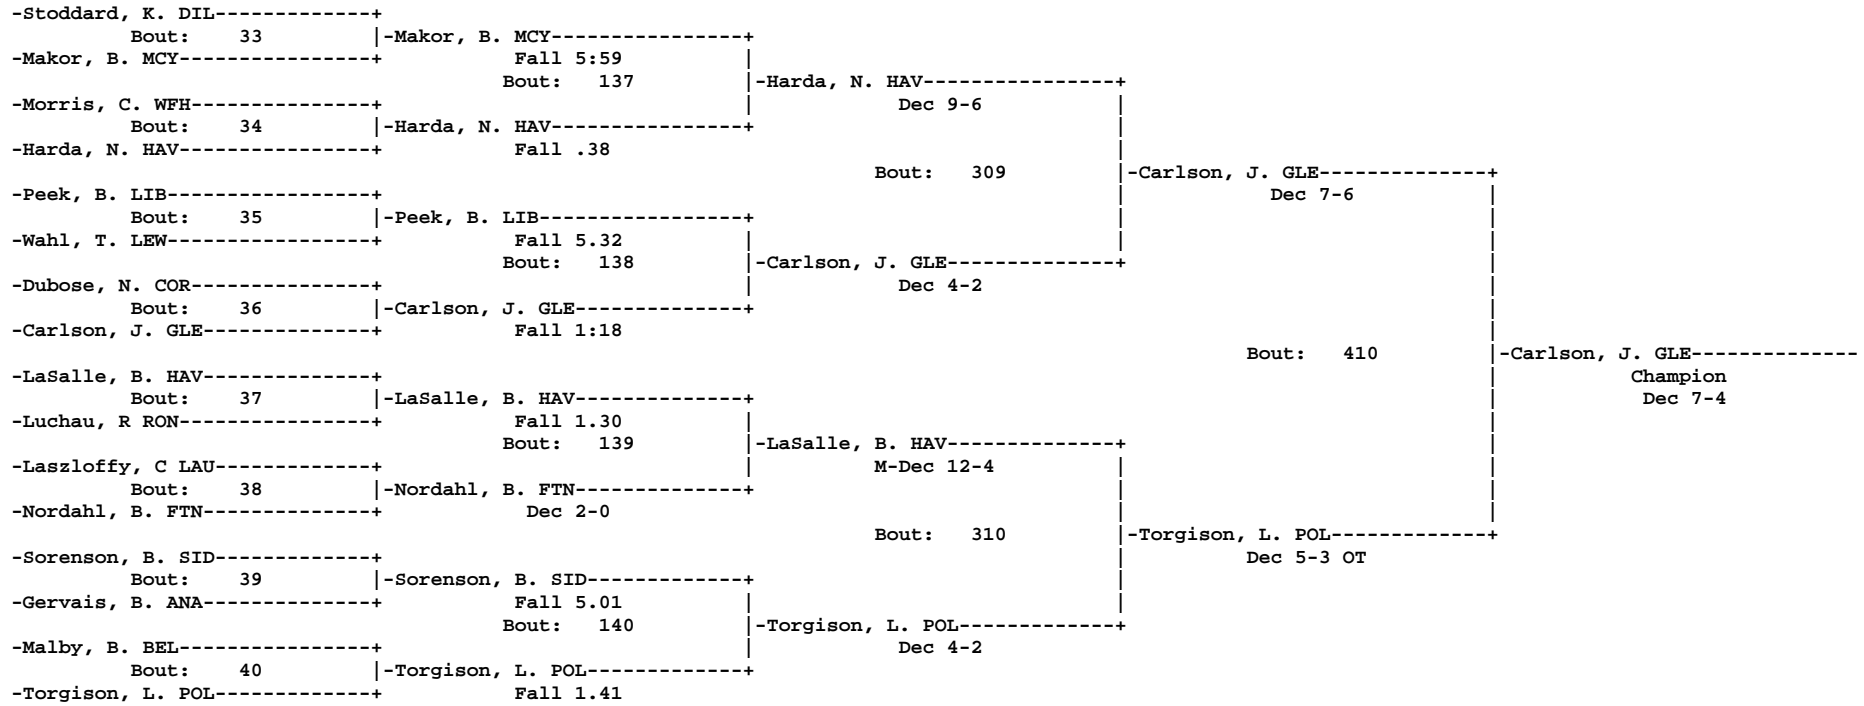 -Stoddard, K. DIL-------------+
Bout: 33 |-Makor, B. MCY----------------+
-Makor, B. MCY----------------+ Fall 5:59 |
Bout: 137 |-Harda, N. HAV----------------+
-Morris, C. WFH---------------+ | Dec 9-6 |
Bout: 34 |-Harda, N. HAV----------------+ |
-Harda, N. HAV----------------+ Fall .38 |
Bout: 309 |-Carlson, J. GLE--------------+
-Peek, B. LIB-----------------+ | Dec 7-6 |
Bout: 35 |-Peek, B. LIB-----------------+ | |
-Wahl, T. LEW-----------------+ Fall 5.32 | | |
Bout: 138 |-Carlson, J. GLE--------------+ |
-Dubose, N. COR---------------+ | Dec 4-2 |
Bout: 36 |-Carlson, J. GLE--------------+ |
-Carlson, J. GLE--------------+ Fall 1:18 |
Bout: 410 |-Carlson, J. GLE--------------
-LaSalle, B. HAV--------------+ | Champion
Bout: 37 |-LaSalle, B. HAV--------------+ | Dec 7-4
-Luchau, R RON----------------+ Fall 1.30 | |
Bout: 139 |-LaSalle, B. HAV--------------+ |
-Laszloffy, C LAU-------------+ | M-Dec 12-4 | |
Bout: 38 |-Nordahl, B. FTN--------------+ | |
-Nordahl, B. FTN--------------+ Dec 2-0 | |
Bout: 310 |-Torgison, L. POL-------------+
-Sorenson, B. SID-------------+ | Dec 5-3 OT
Bout: 39 |-Sorenson, B. SID-------------+ |
-Gervais, B. ANA--------------+ Fall 5.01 | |
Bout: 140 |-Torgison, L. POL-------------+
-Malby, B. BEL----------------+ | Dec 4-2
Bout: 40 |-Torgison, L. POL-------------+
-Torgison, L. POL-------------+ Fall 1.41